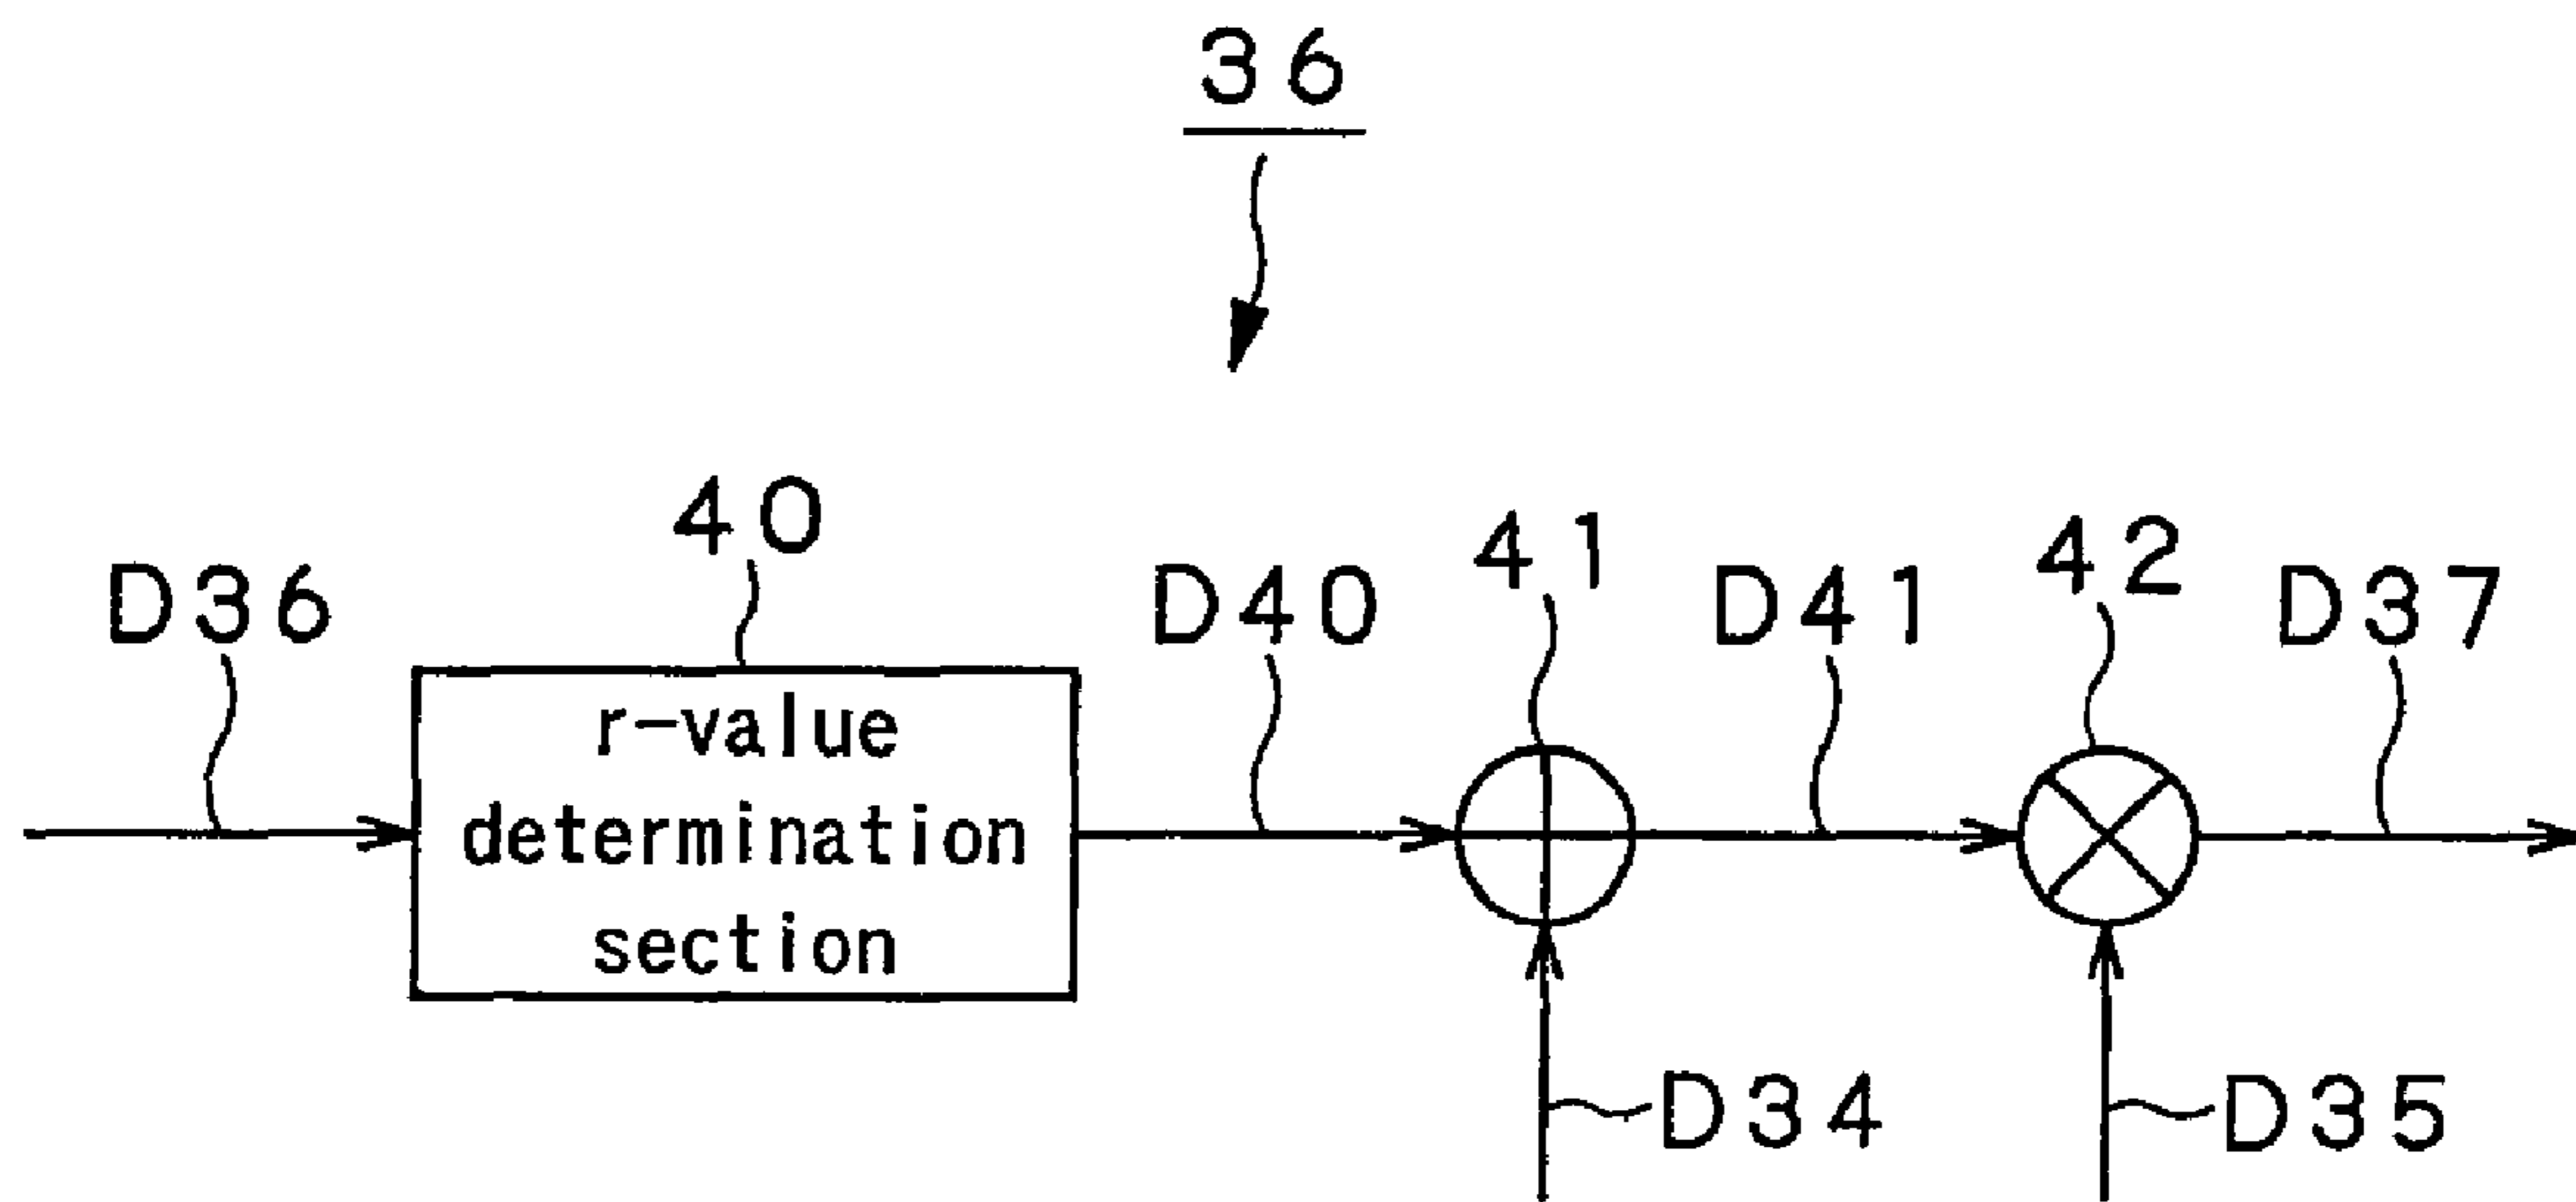 36
40
41
42
D36
D40
D41
D37
r-value
determination
section
D34
D35